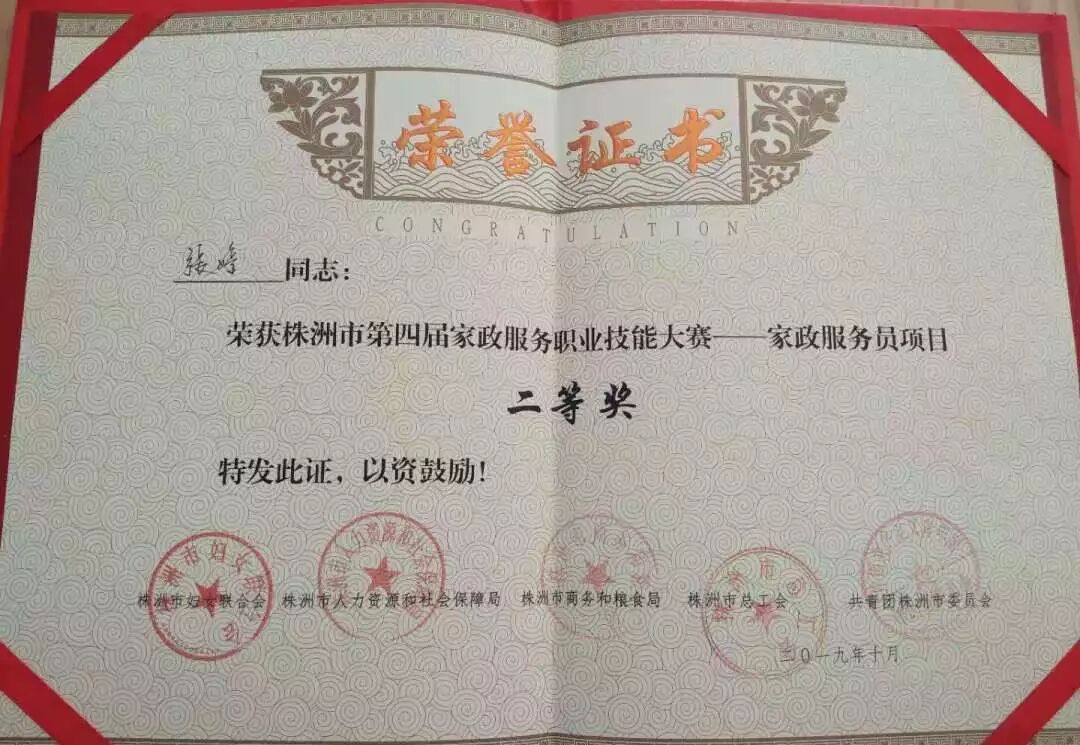 荣誉证书
CONGRATULATION
張婷 同志：
荣获株洲市第四届家政服务职业技能大赛——家政服务员项目
二等奖
特发此证，以资鼓励！
株洲市妇女联合会 株洲市人力资源和社会保障局 株洲市商务和粮食局 株洲市总工会 共青团株洲市委员会
二〇一九年十月